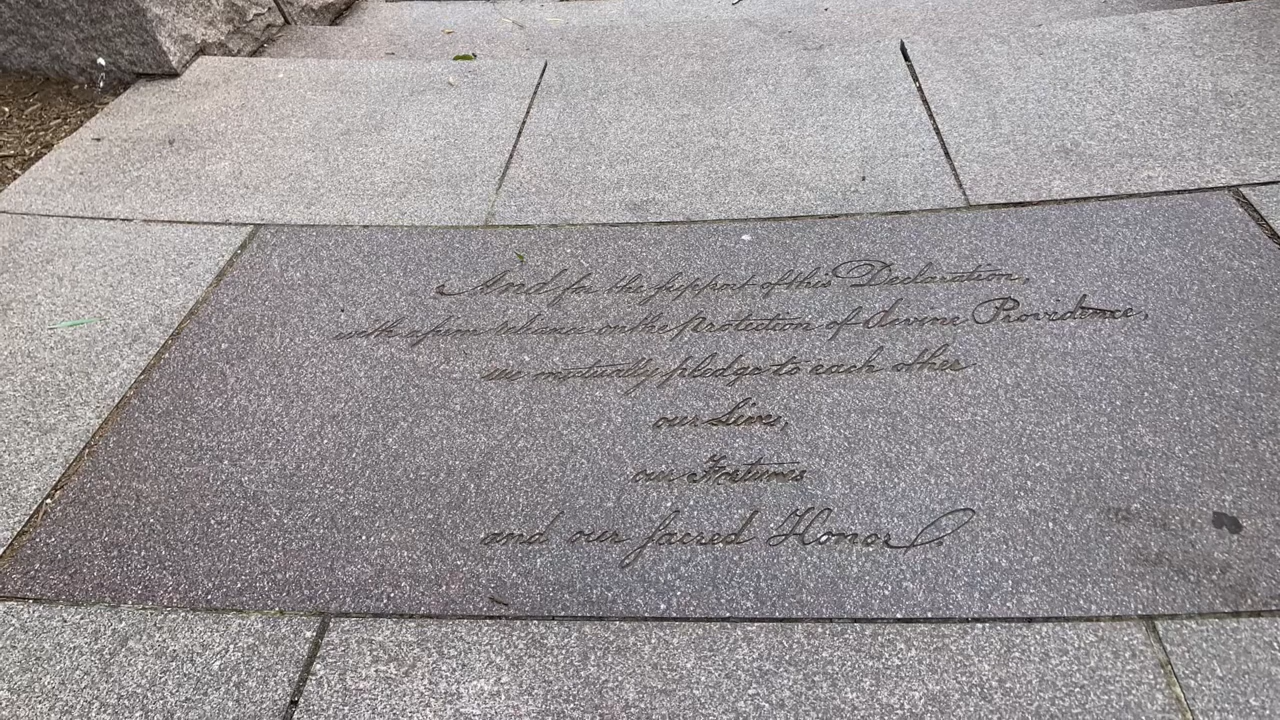 And for the support of this Declaration,
with a firm reliance on the protection of devine Providence,
we mutually pledge to each other
our Lives,
our Fortunes
and our sacred Honor